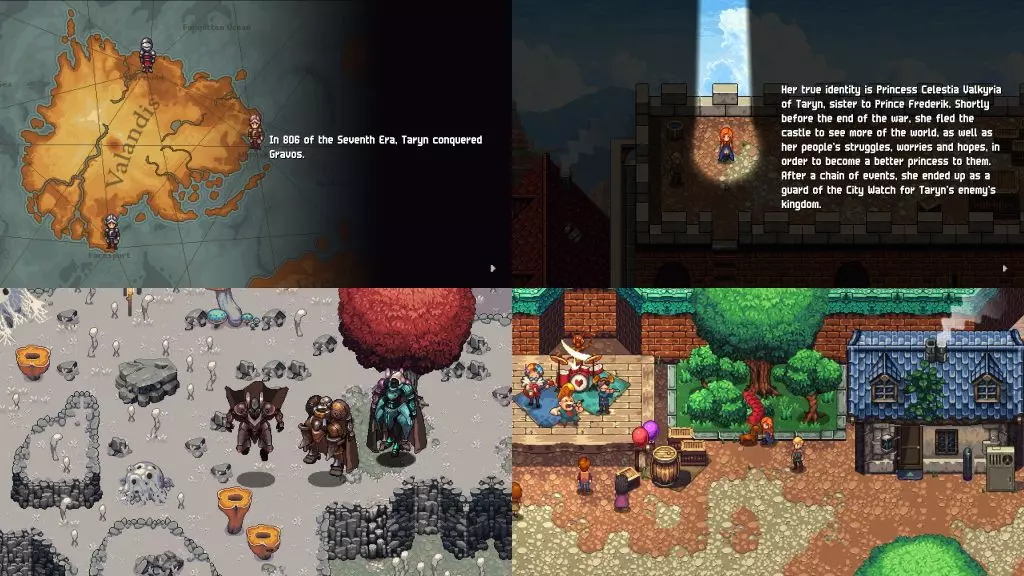 Forgotten Ocean
Valandis
In 806 of the Seventh Era, Taryn conquered
Gravos.
Farnsport
Her true identity is Princess Celestia Valkyria
of Taryn, sister to Prince Frederik. Shortly
before the end of the war, she fled the
castle to see more of the world, as well as
her people's struggles, worries and hopes, in
order to become a better princess to them.
After a chain of events, she ended up as a
guard of the City Watch for Taryn's enemy's
kingdom.